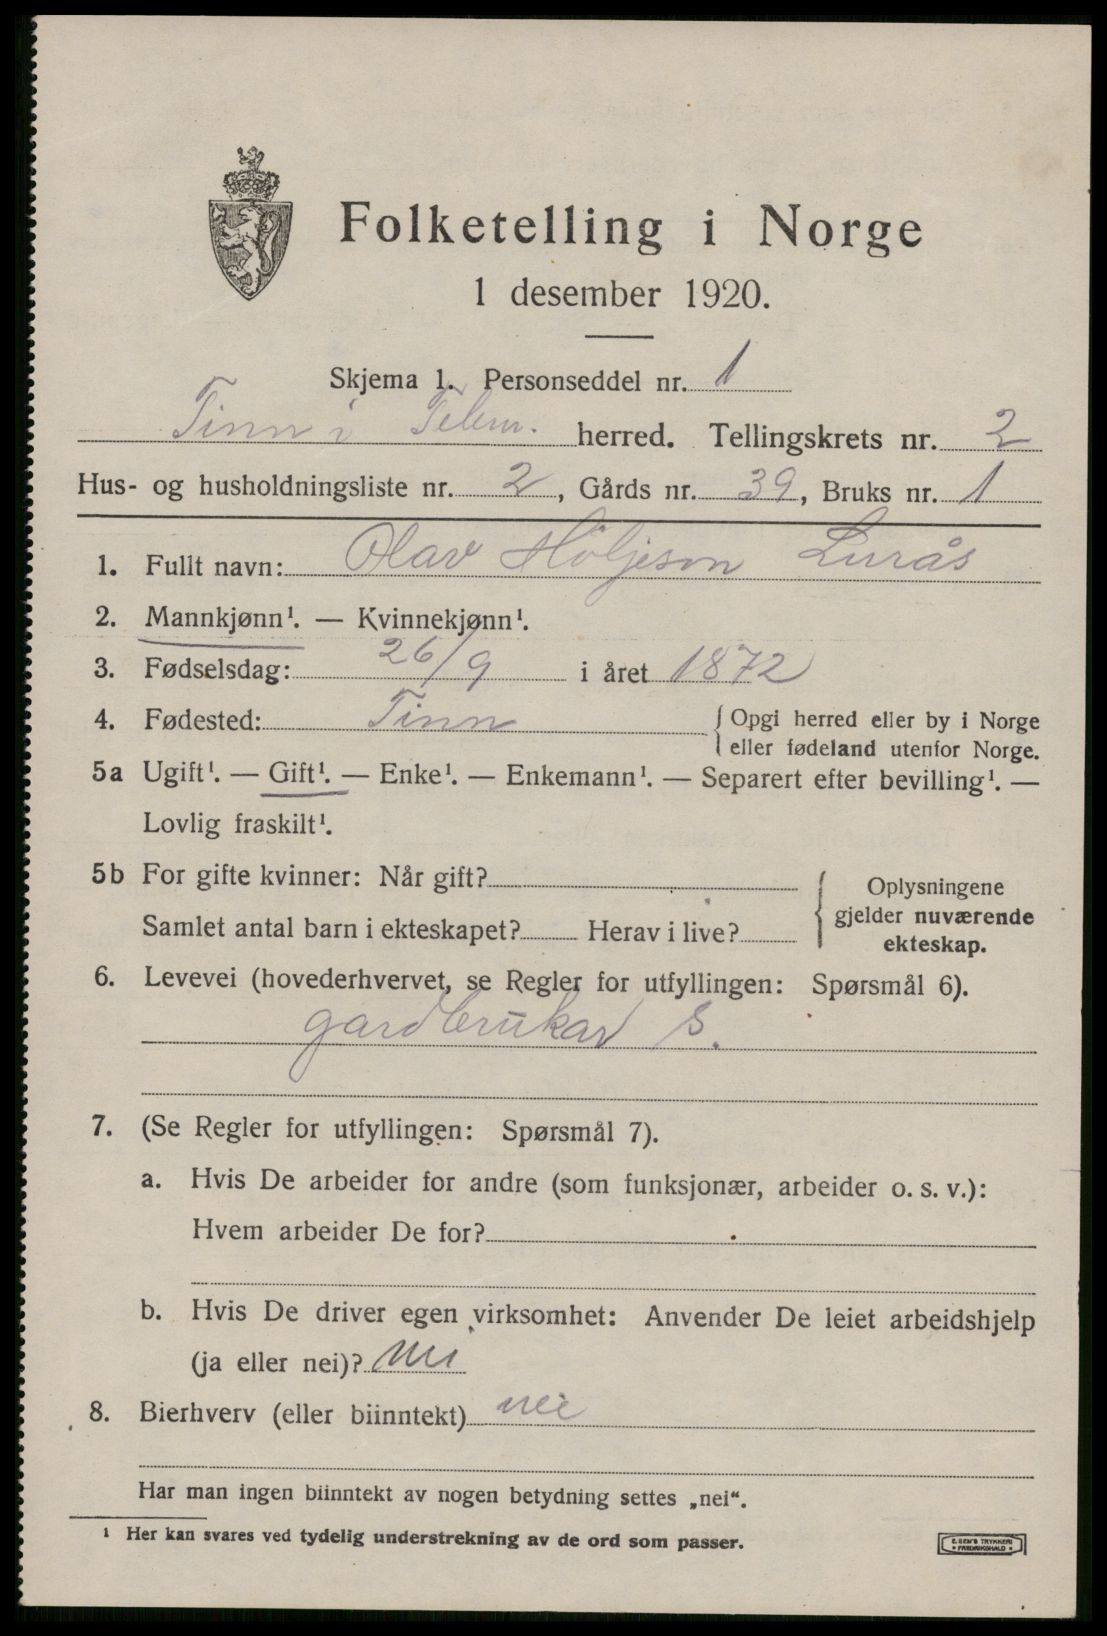 Folketelling i Norge
1 desember 1920.
Skjema 1. Personseddel nr. 1
Tinn i Telem. herred. Tellingskrets nr. 2
Hus- og husholdningsliste nr. 2, Gårds nr. 39, Bruks nr. 1
1. Fullt navn: Olav Höljeson Lurås
2. Mannkjønn¹. — Kvinnekjønn¹.
3. Fødselsdag: 26/9 i året 1872
4. Fødested: Tinn { Opgi herred eller by i Norge
eller fødeland utenfor Norge.
5a Ugift¹. — Gift¹. — Enke¹. — Enkemann¹. — Separert efter bevilling¹. —
Lovlig fraskilt¹.
5b For gifte kvinner: Når gift?
Samlet antal barn i ekteskapet? Herav i live?
{ Oplysningene
gjelder nuværende
ekteskap.
6. Levevei (hovederhvervet, se Regler for utfyllingen: Spørsmål 6).
gardbrukar s.
7. (Se Regler for utfyllingen: Spørsmål 7).
a. Hvis De arbeider for andre (som funksjonær, arbeider o. s. v.):
Hvem arbeider De for?
b. Hvis De driver egen virksomhet: Anvender De leiet arbeidshjelp
(ja eller nei)? nei
8. Bierhverv (eller biinntekt) nei
Har man ingen biinntekt av nogen betydning settes „nei“.
¹ Her kan svares ved tydelig understrekning av de ord som passer.
E. SEM'S TRYKKERI
* FREDRIKSHALD *